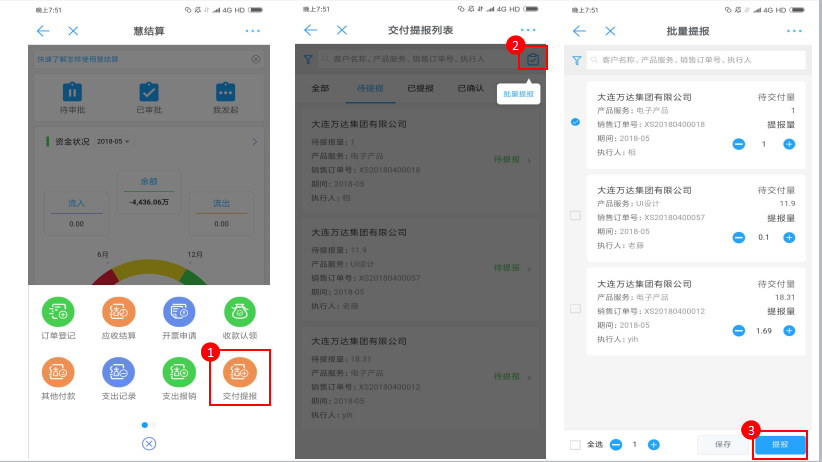 晚上7:51
4G HD
慧结算
快速了解怎样使用慧结算
待审批
已审批
我发起
资金状况 2018-05
余额
-4,436.06万
流入
0.00
流出
0.00
6月
12月
订单登记
应收结算
开票申请
收款认领
1
其他付款
支出记录
支出报销
交付提报
晚上7:51
4G HD
交付提报列表
2
客户名称、产品服务、销售订单号、执行人
全部
待提报
已提报
已确认
批量提报
大连万达集团有限公司
待提报量：1
产品服务：电子产品
待提报
销售订单号：XS20180400018
期间：2018-05
执行人：相
大连万达集团有限公司
待提报量：11.9
产品服务：UI设计
待提报
销售订单号：XS20180400057
期间：2018-05
执行人：老藤
大连万达集团有限公司
待提报量：18.31
产品服务：电子产品
待提报
销售订单号：XS20180400012
期间：2018-05
执行人：yih
晚上7:51
4G HD
批量提报
客户名称、产品服务、销售订单号、执行人
大连万达集团有限公司 待交付量
产品服务：电子产品 1
销售订单号：XS20180400018 提报量
期间：2018-05
1
执行人：相
大连万达集团有限公司 待交付量
产品服务：UI设计 11.9
销售订单号：XS20180400057 提报量
期间：2018-05
0.1
执行人：老藤
大连万达集团有限公司 待交付量
产品服务：电子产品 18.31
销售订单号：XS20180400012 提报量
期间：2018-05
1.69
执行人：yih
3
全选 1 保存 提报